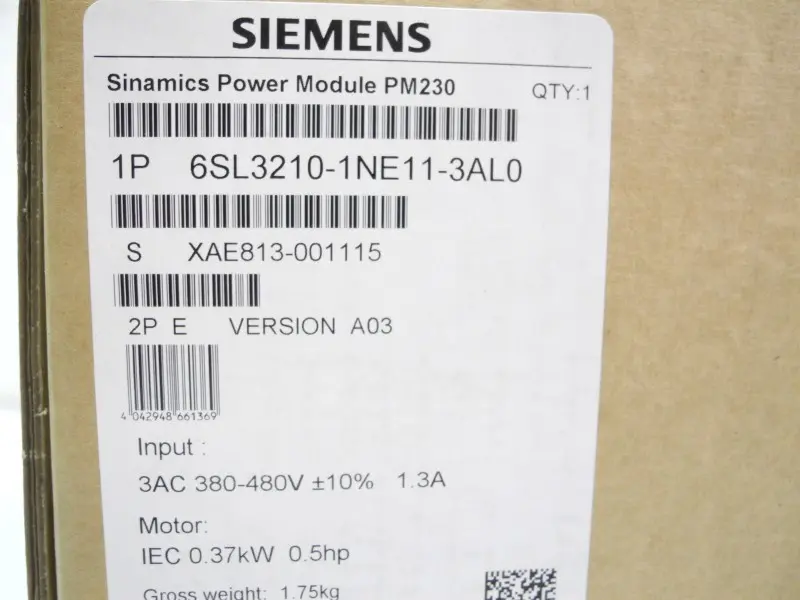 SIEMENS
Sinamics Power Module PM230 QTY:1
1P 6SL3210-1NE11-3AL0
S XAE813-001115
2P E VERSION A03
4 042948 661369
Input :
3AC 380-480V ±10% 1.3A
Motor:
IEC 0.37kW 0.5hp
Gross weight: 1.75kg